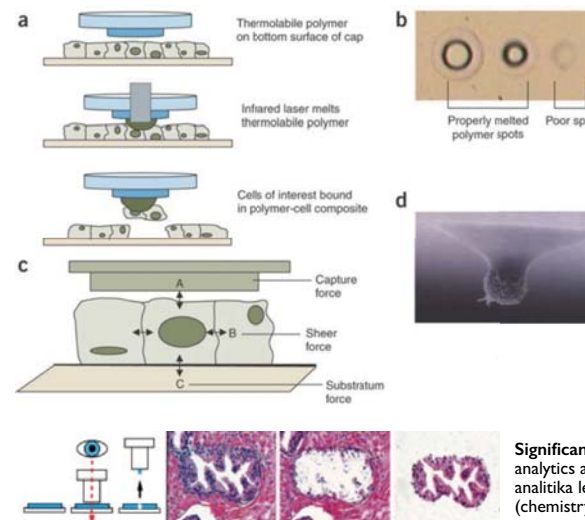 a
Thermolabile polymer
on bottom surface of cap
Infrared laser melts
thermolabile polymer
Cells of interest bound
in polymer-cell composite
b
Properly melted
polymer spots
Poor sp
c
A
B
C
Capture
force
Sheer
force
Substratum
force
d
Significan
analytics a
analitika le
(chemistry